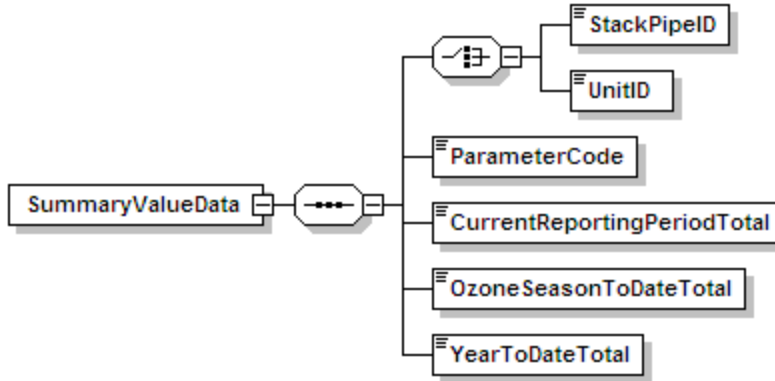 StackPipeID
UnitID
ParameterCode
SummaryValueData
CurrentReportingPeriodTotal
OzoneSeasonToDateTotal
YearToDateTotal